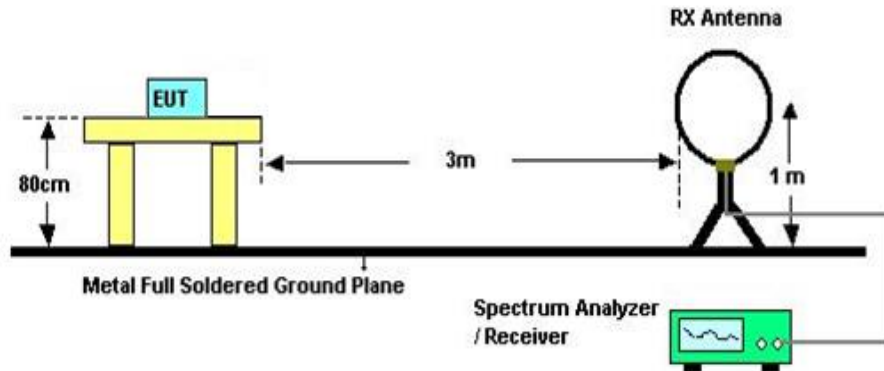 RX Antenna
EUT
80cm
3m
1 m
Metal Full Soldered Ground Plane
Spectrum Analyzer
/ Receiver